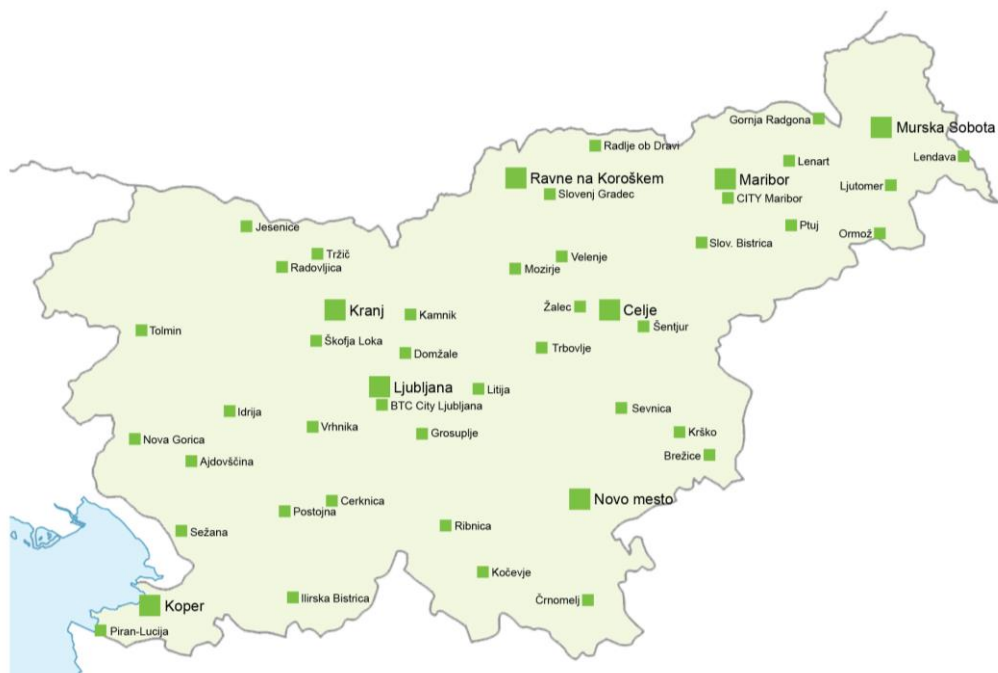 Gornja Radgona
Murska Sobota
Radlje ob Dravi
Lendava
Lenart
Ravne na Koroškem
Maribor
Ljutomer
Slovenj Gradec
CITY Maribor
Jesenice
Ptuj
Ormož
Slov. Bistrica
Tržič
Velenje
Radovljica
Mozirje
Kranj
Kamnik
Žalec
Celje
Šentjur
Tolmin
Škofja Loka
Trbovlje
Domžale
Ljubljana
Litija
BTC City Ljubljana
Idrija
Sevnica
Vrhnika
Grosuplje
Krško
Nova Gorica
Brežice
Ajdovščina
Cerknica
Novo mesto
Postojna
Ribnica
Sežana
Kočevje
Ilirska Bistrica
Črnomelj
Koper
Piran-Lucija